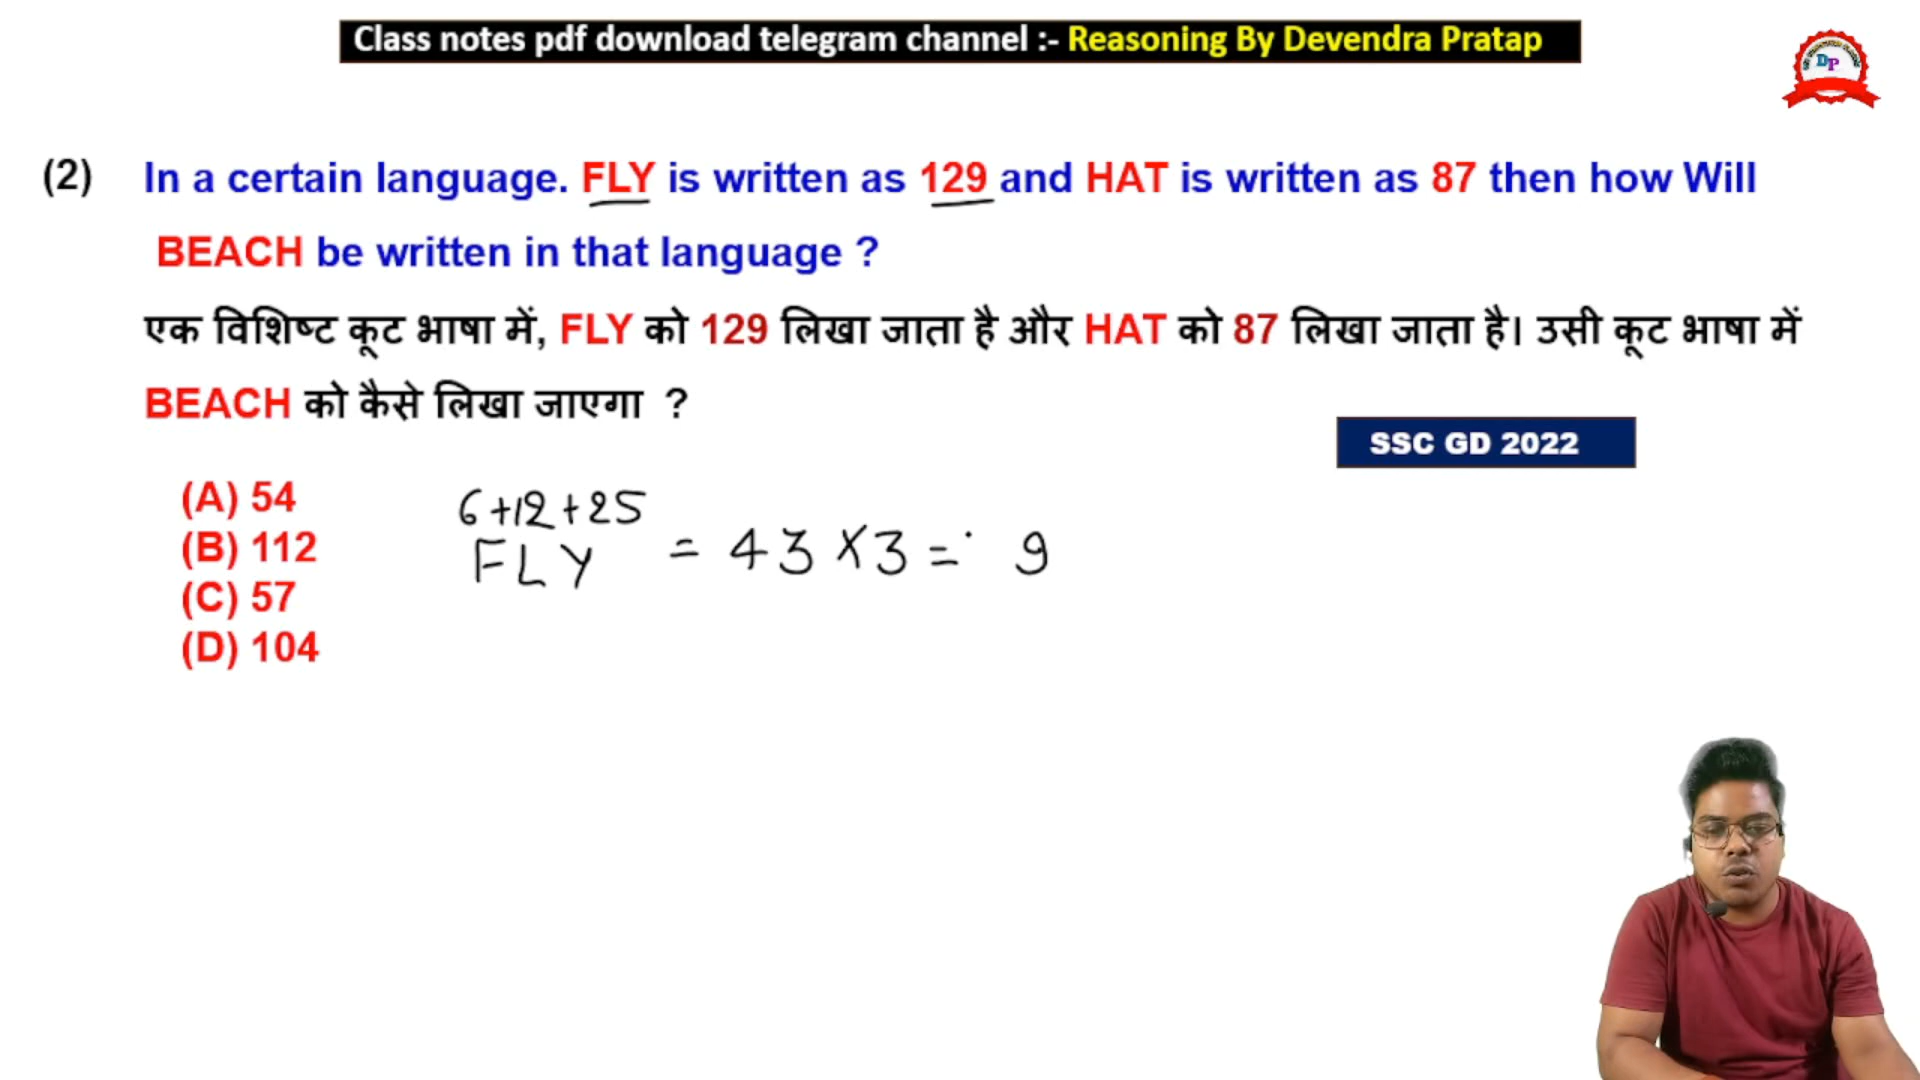 Class notes pdf download telegram channel :- Reasoning By Devendra Pratap
DP
(2) In a certain language. FLY is written as 129 and HAT is written as 87 then how Will
BEACH be written in that language ?
एक विशिष्ट कूट भाषा में, FLY को 129 लिखा जाता है और HAT को 87 लिखा जाता है। उसी कूट भाषा में
BEACH को कैसे लिखा जाएगा ?
SSC GD 2022
(A) 54
(B) 112
(C) 57
(D) 104
6+12+25
FLY = 43 × 3 = 9